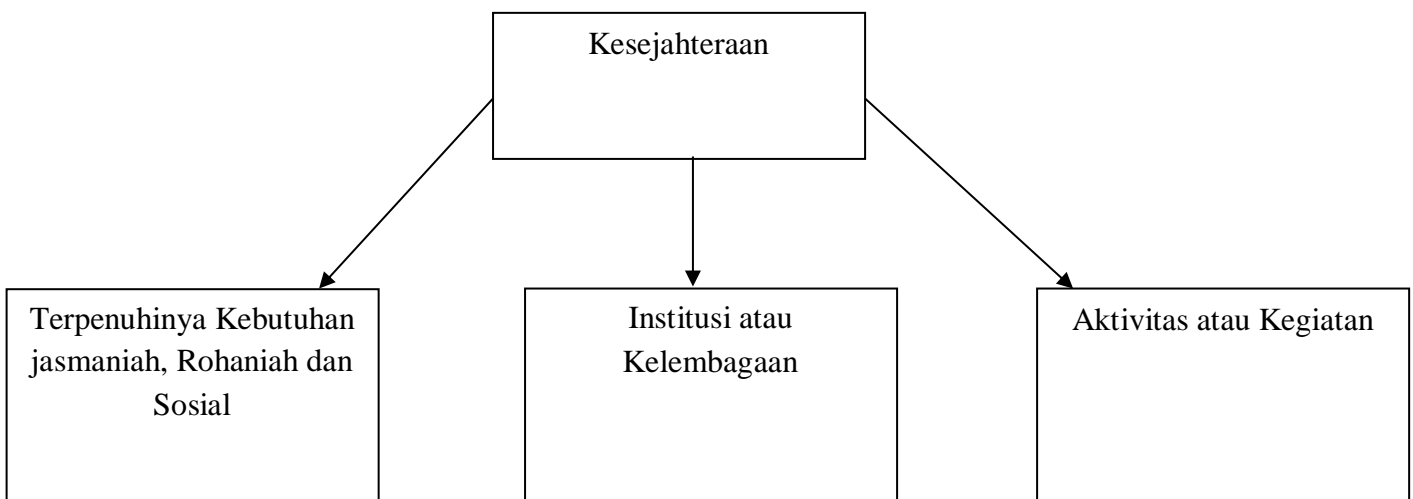 Kesejahteraan
Terpenuhinya Kebutuhan
jasmaniah, Rohaniah dan
Sosial
Institusi atau
Kelembagaan
Aktivitas atau Kegiatan